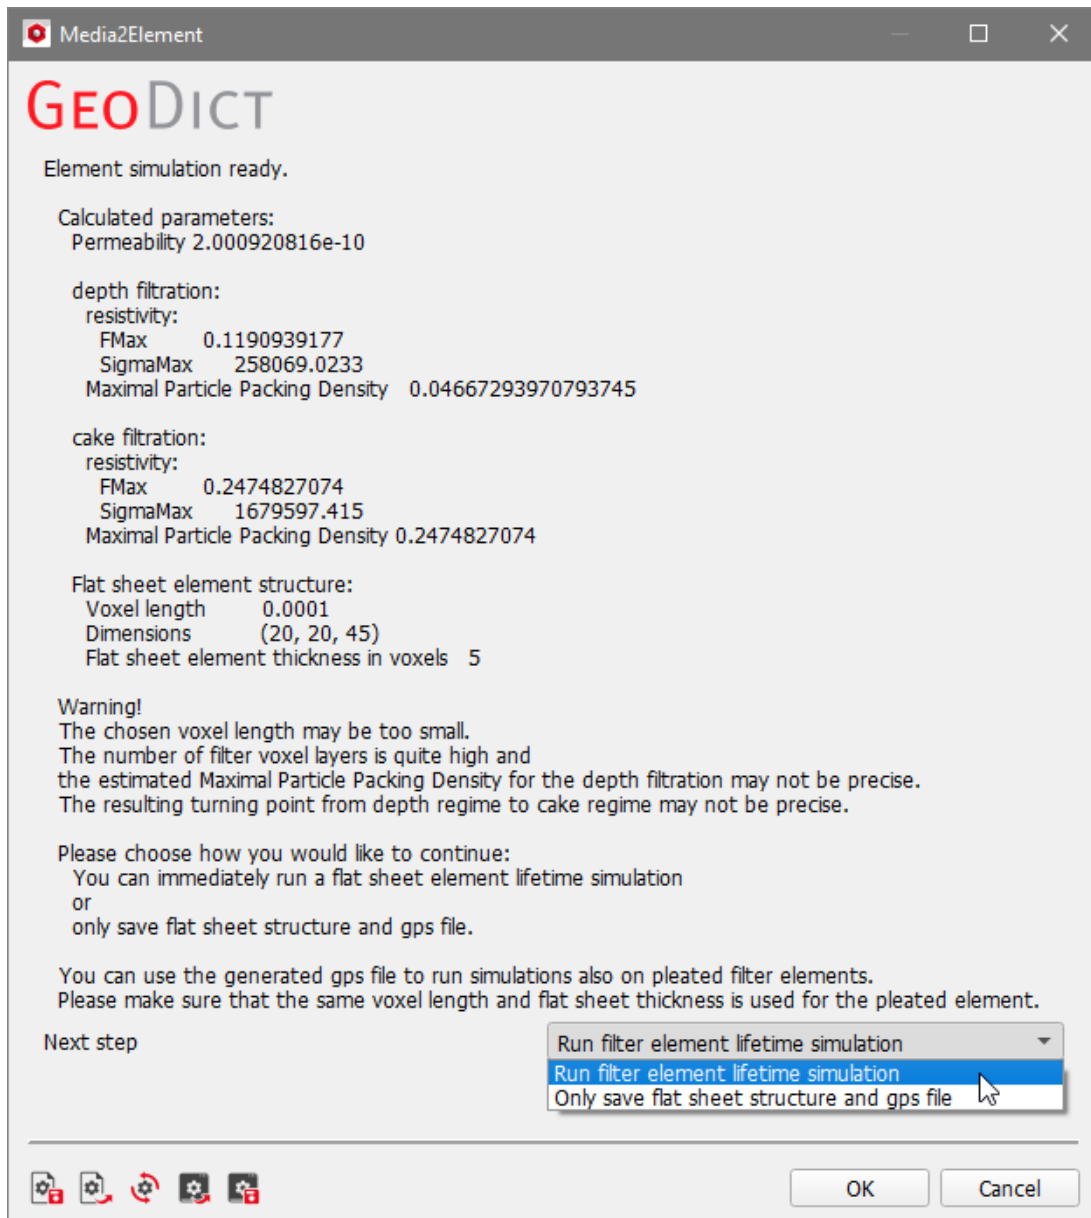 Media2Element
GEODICT
Element simulation ready.
Calculated parameters:
Permeability 2.000920816e-10
depth filtration:
resistivity:
FMax 0.1190939177
SigmaMax 258069.0233
Maximal Particle Packing Density 0.04667293970793745
cake filtration:
resistivity:
FMax 0.2474827074
SigmaMax 1679597.415
Maximal Particle Packing Density 0.2474827074
Flat sheet element structure:
Voxel length 0.0001
Dimensions (20, 20, 45)
Flat sheet element thickness in voxels 5
Warning!
The chosen voxel length may be too small.
The number of filter voxel layers is quite high and
the estimated Maximal Particle Packing Density for the depth filtration may not be precise.
The resulting turning point from depth regime to cake regime may not be precise.
Please choose how you would like to continue:
You can immediately run a flat sheet element lifetime simulation
or
only save flat sheet structure and gps file.
You can use the generated gps file to run simulations also on pleated filter elements.
Please make sure that the same voxel length and flat sheet thickness is used for the pleated element.
Next step Run filter element lifetime simulation
Run filter element lifetime simulation
Only save flat sheet structure and gps file
OK Cancel